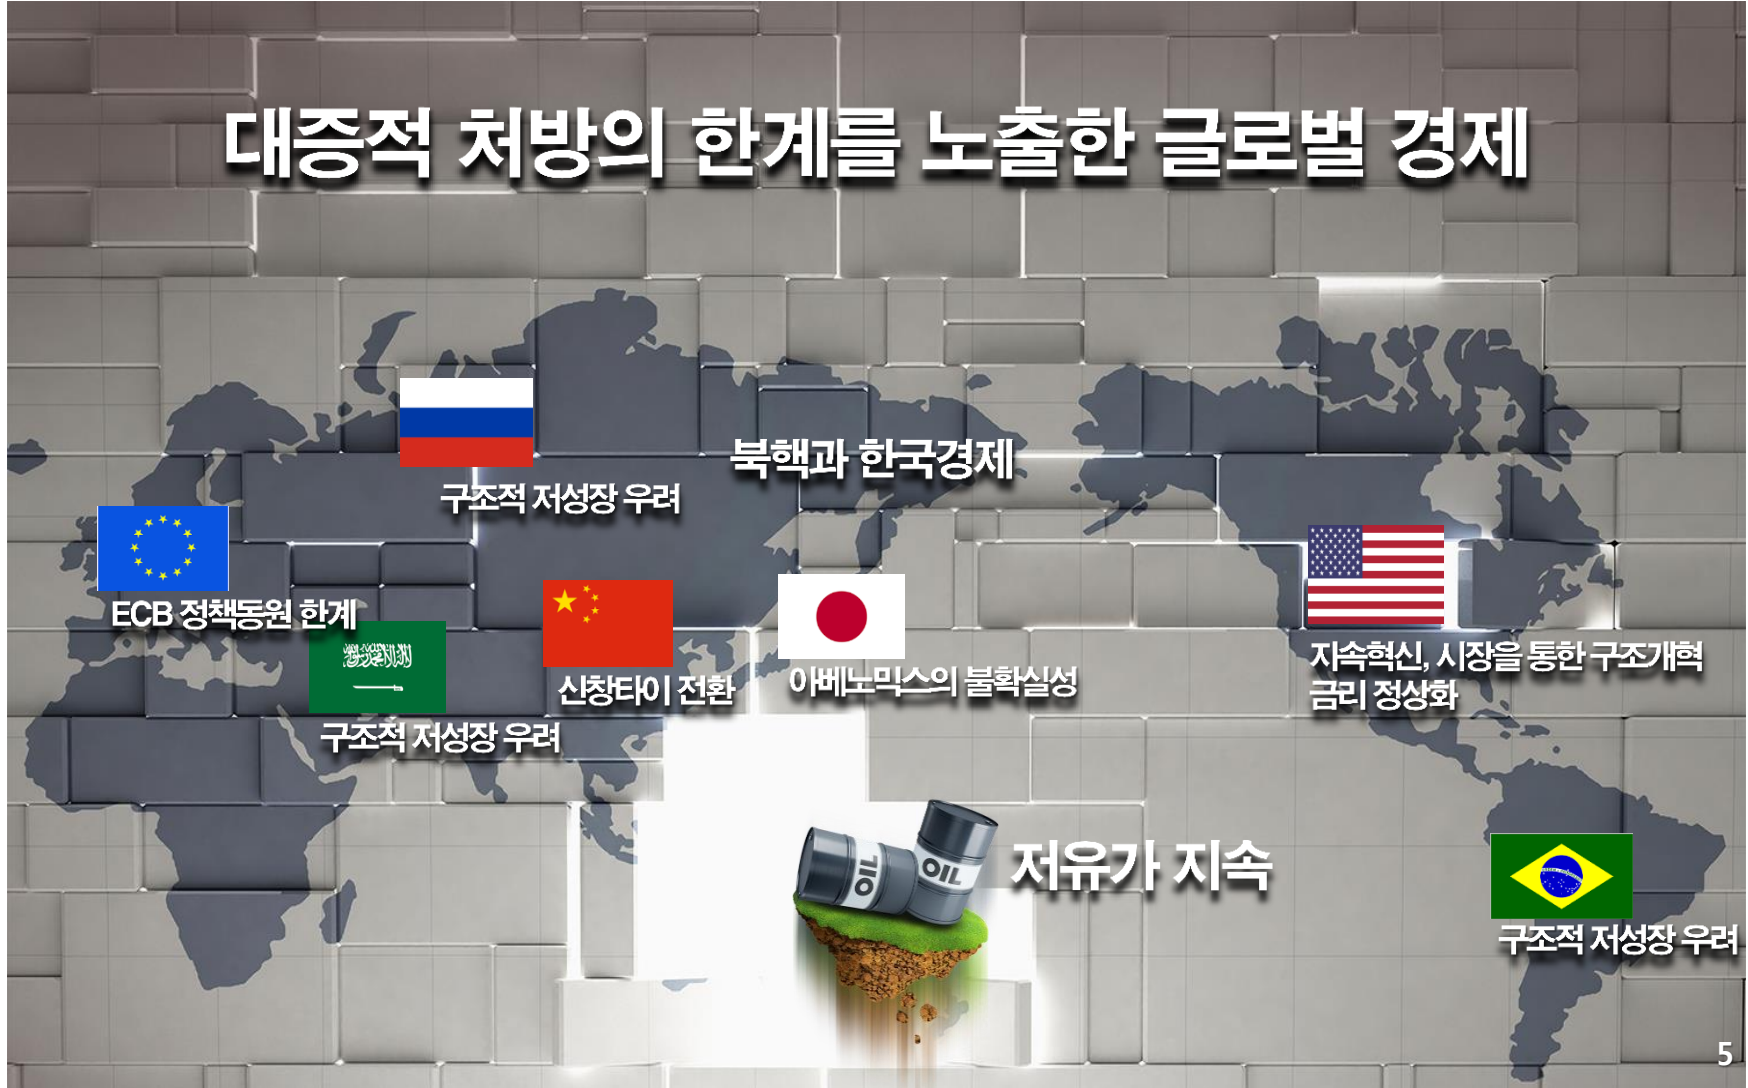 대증적 처방의 한계를 노출한 글로벌 경제
북핵과 한국경제
구조적 저성장 우려
ECB 정책동원 한계
신창타이 전환
아베노믹스의 불확실성
지속혁신, 시장을 통한 구조개혁
금리 정상화
구조적 저성장 우려
OIL
OIL
저유가 지속
구조적 저성장 우려
5